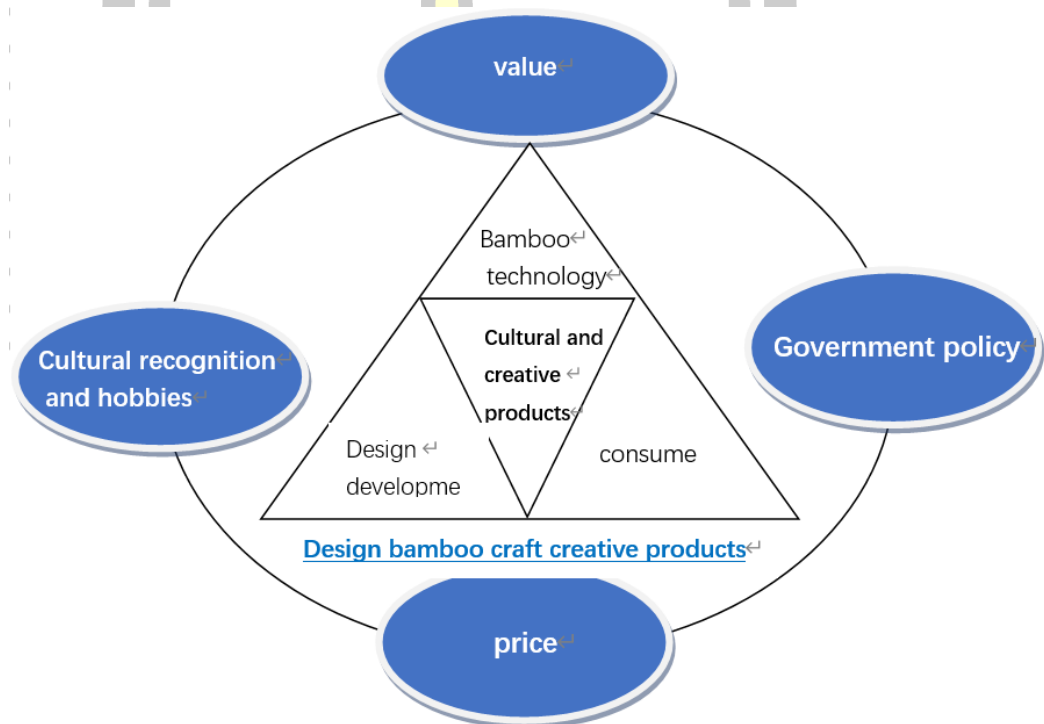 value
Bamboo
technology
Cultural and
creative
products
Cultural recognition
and hobbies
Government policy
Design
developme
consume
Design bamboo craft creative products
price